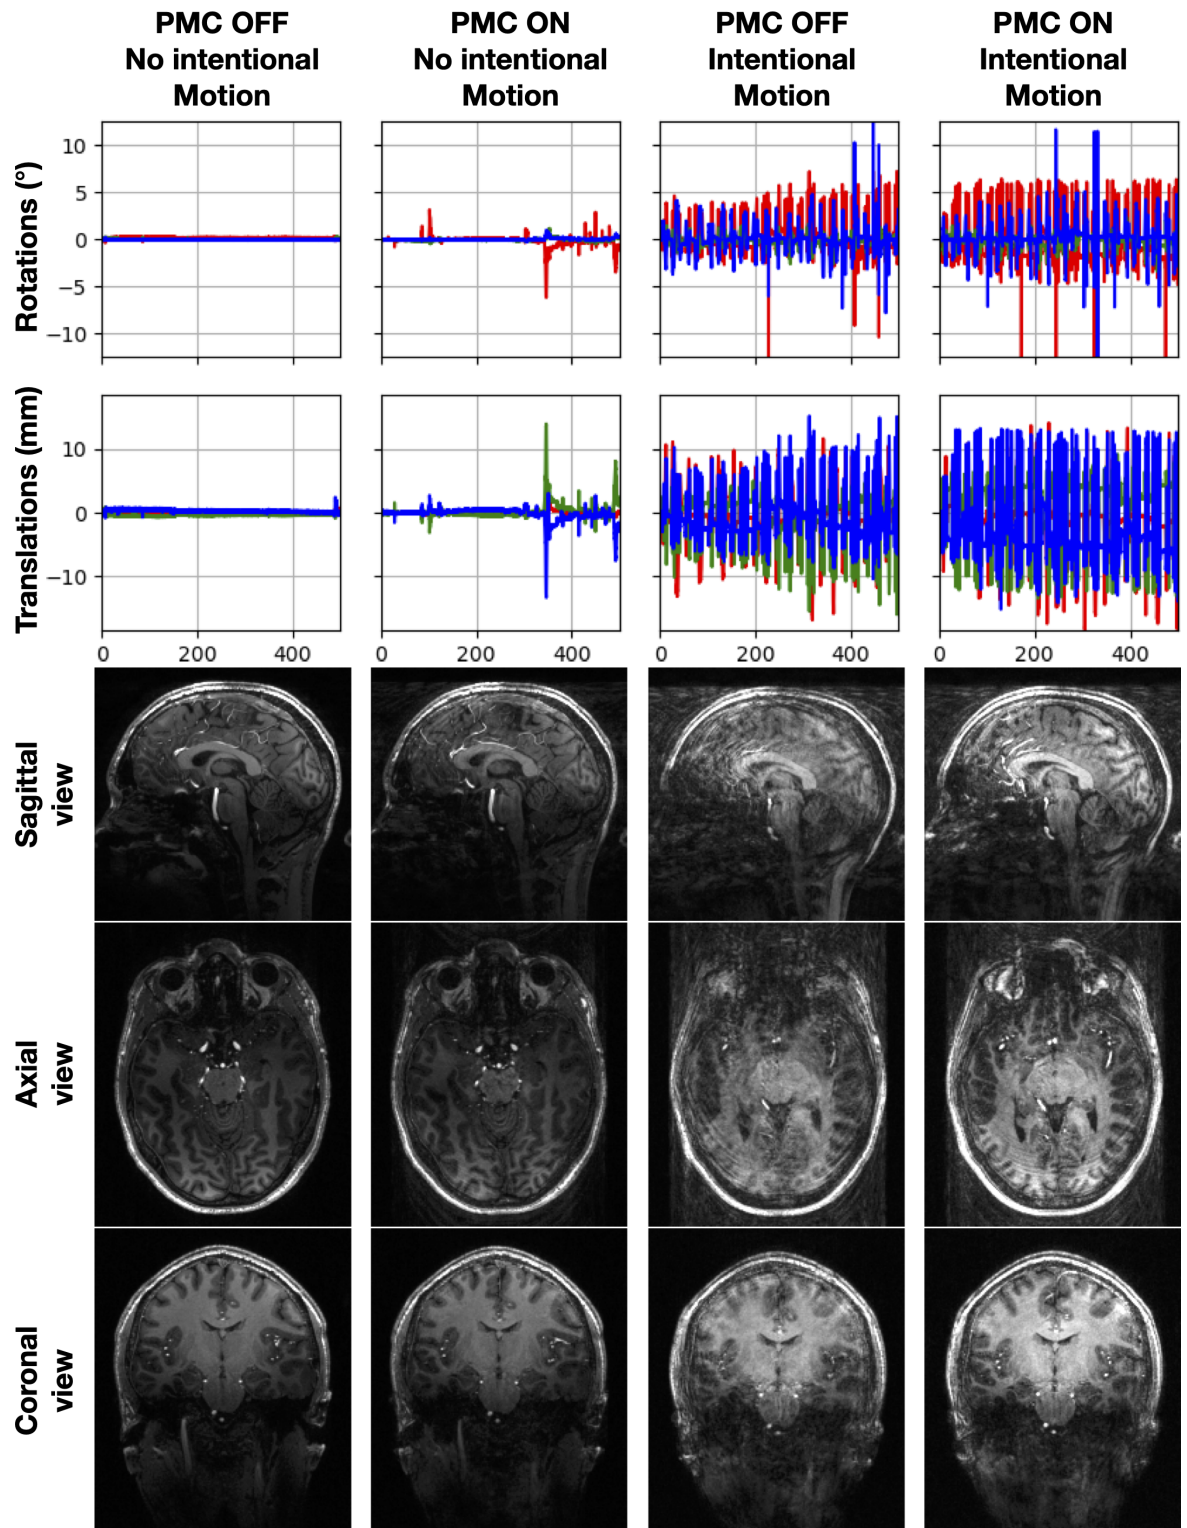 PMC OFF
No intentional
Motion
PMC ON
No intentional
Motion
PMC OFF
Intentional
Motion
PMC ON
Intentional
Motion
Rotations (°)
10
5
0
−5
−10
Translations (mm)
10
0
−10
0 200 400
0 200 400
0 200 400
0 200 400
Sagittal
view
Axial
view
Coronal
view